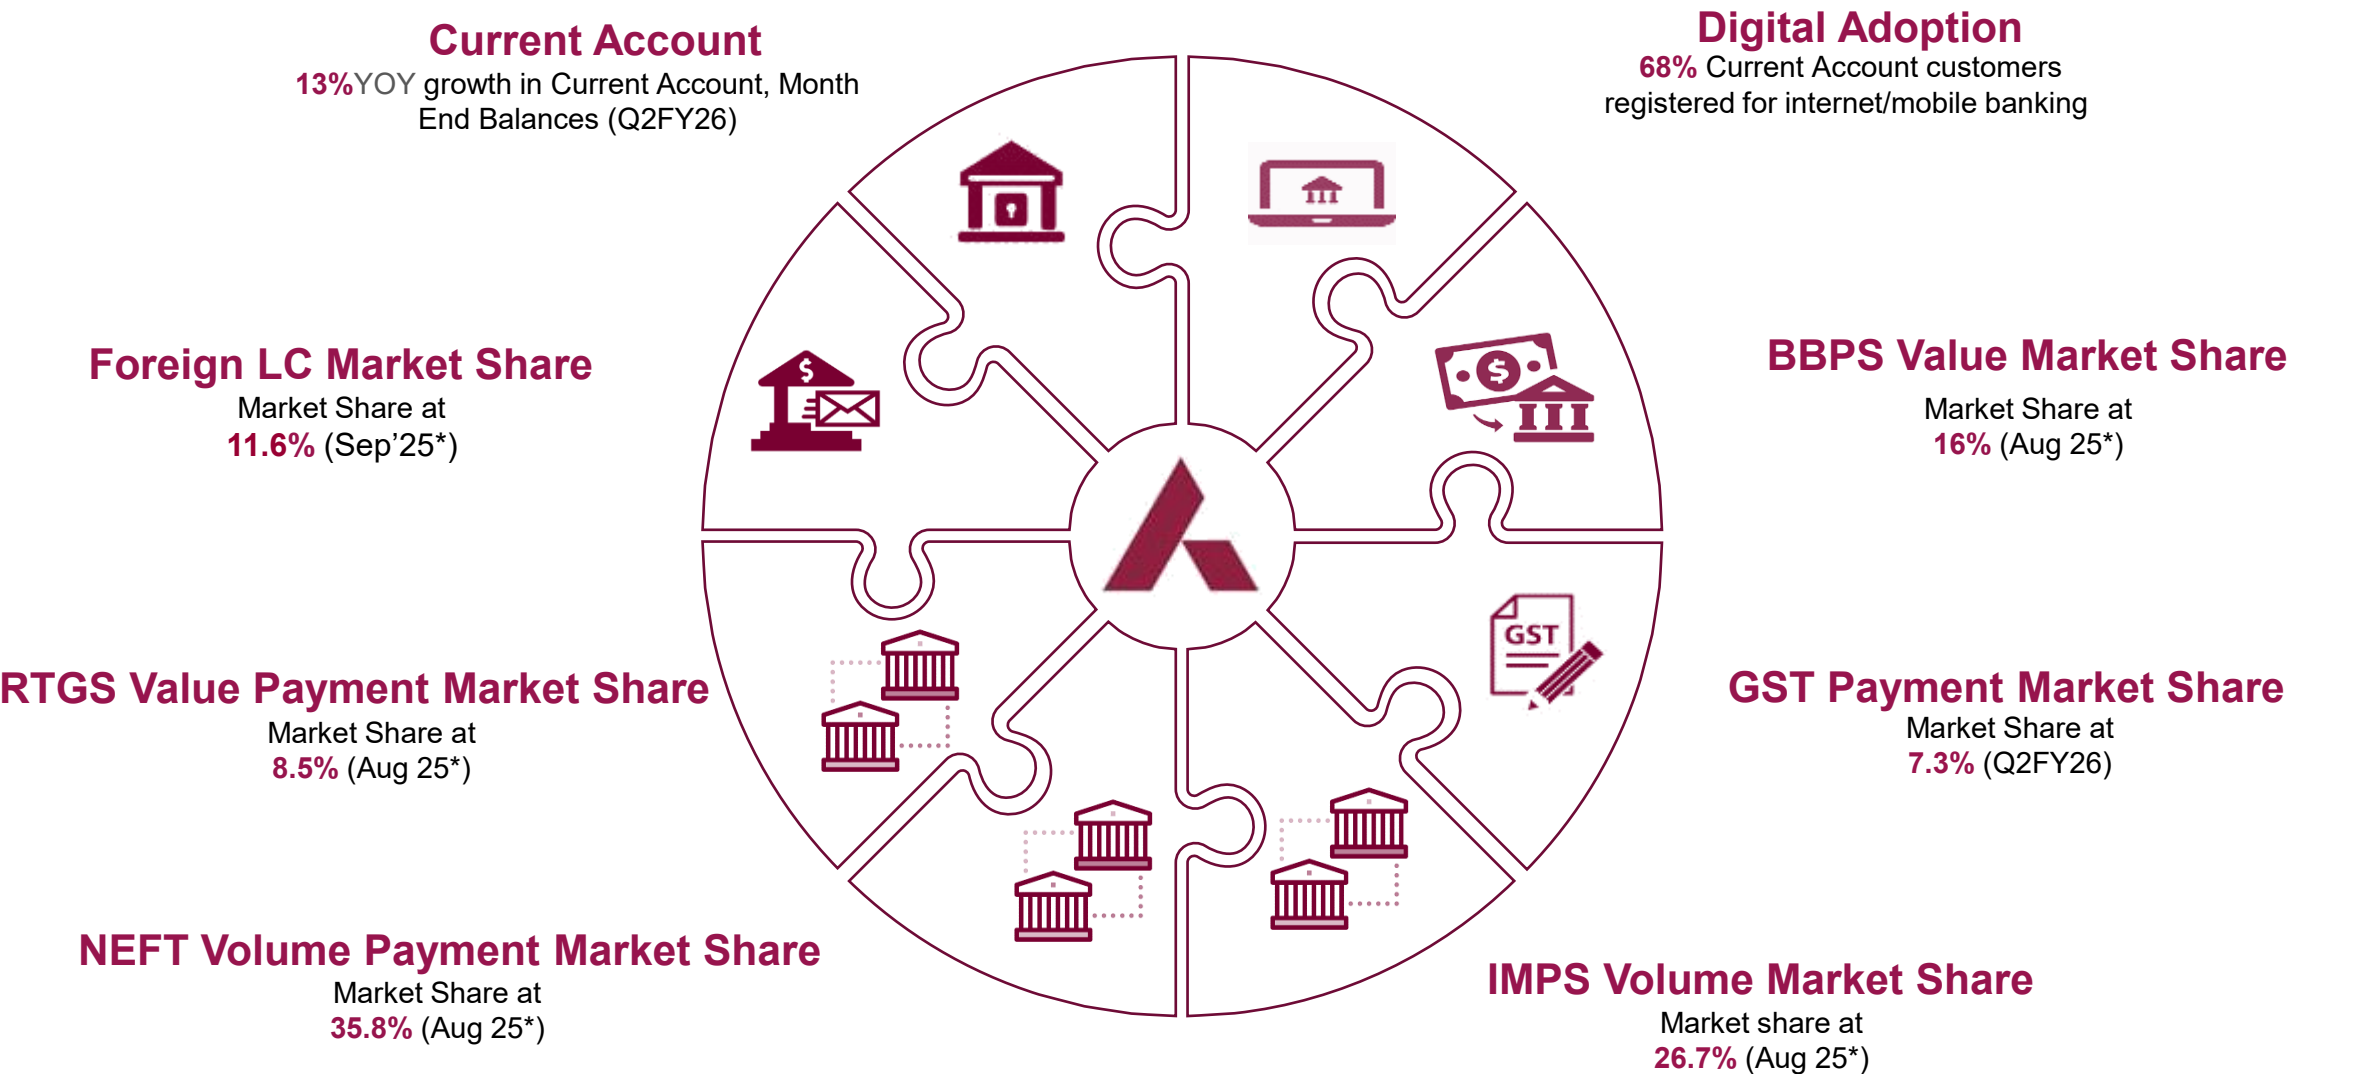 Current Account
13%YOY growth in Current Account, Month
End Balances (Q2FY26)
Digital Adoption
68% Current Account customers
registered for internet/mobile banking
Foreign LC Market Share
Market Share at
11.6% (Sep’25*)
BBPS Value Market Share
Market Share at
16% (Aug 25*)
RTGS Value Payment Market Share
Market Share at
8.5% (Aug 25*)
GST
GST Payment Market Share
Market Share at
7.3% (Q2FY26)
NEFT Volume Payment Market Share
Market Share at
35.8% (Aug 25*)
IMPS Volume Market Share
Market share at
26.7% (Aug 25*)